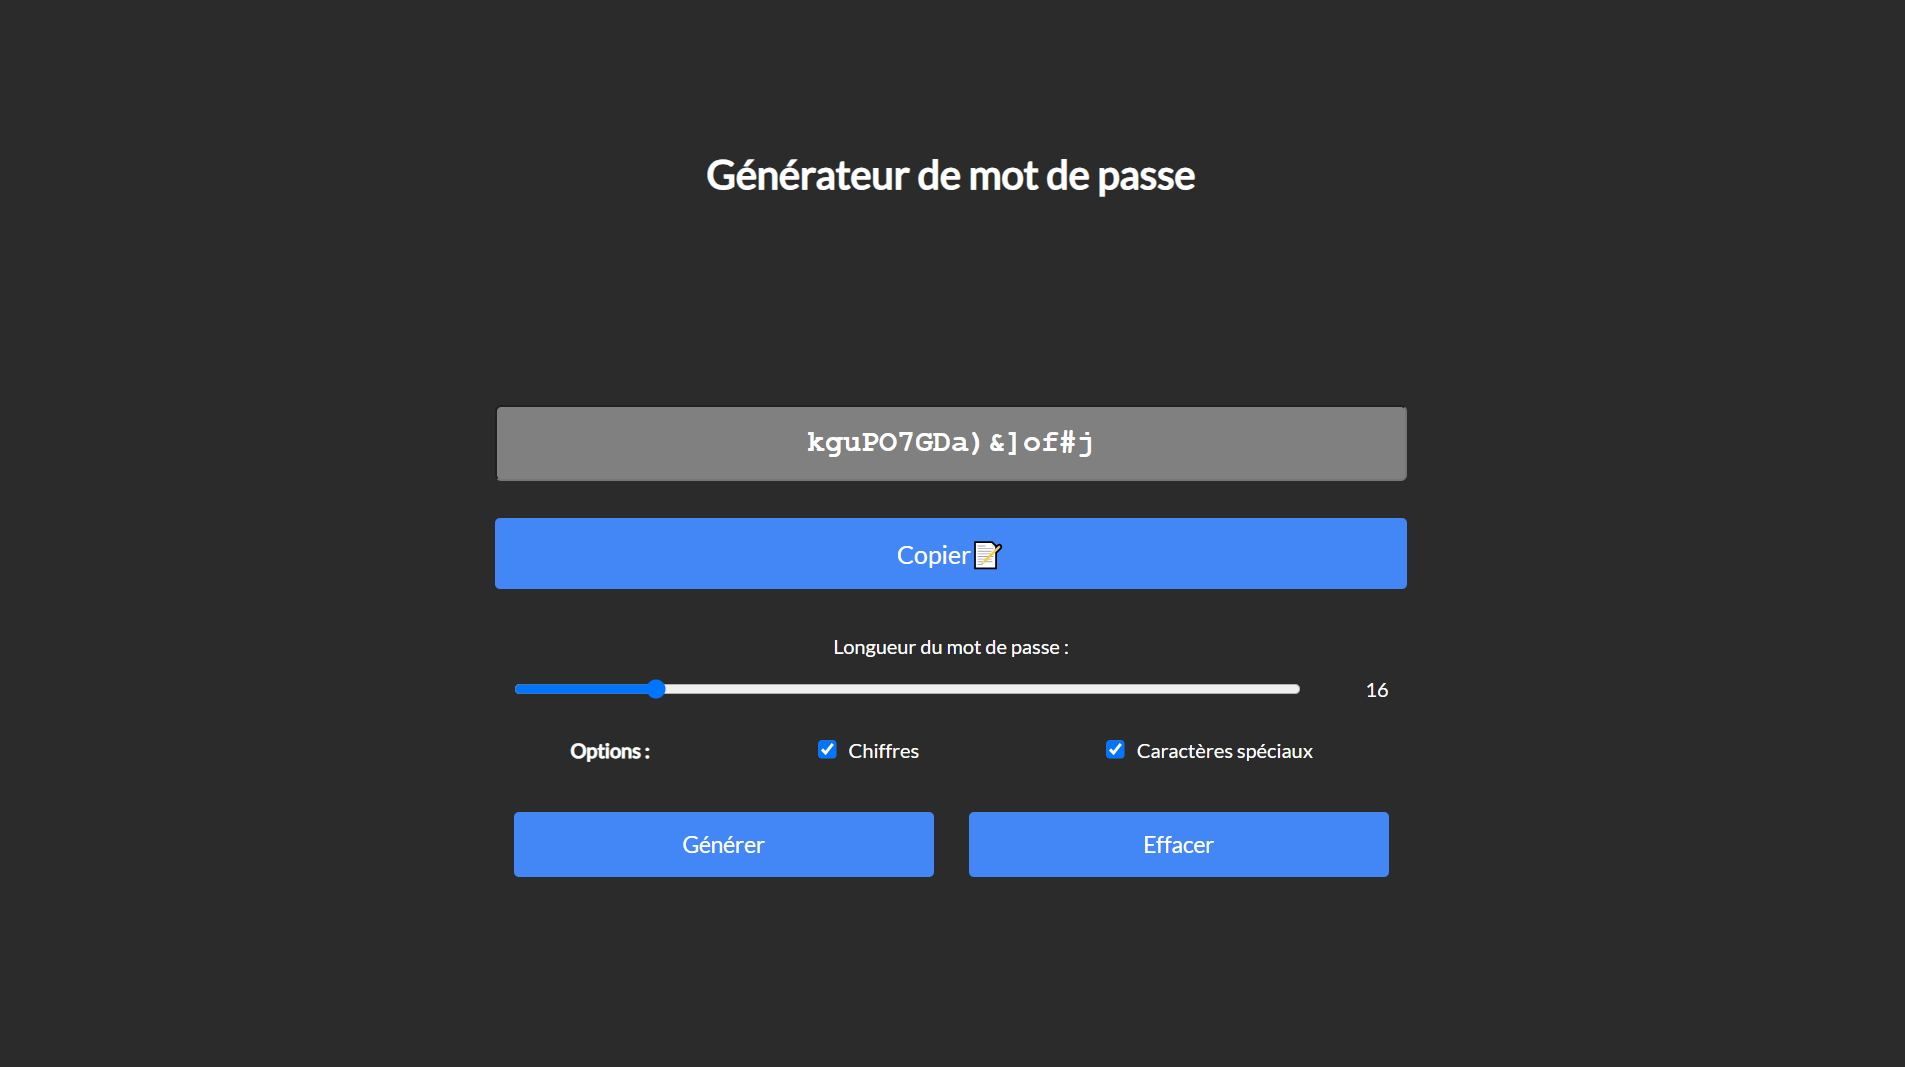 Générateur de mot de passe
kguPO7GDa)&]of#j
Copier📝
Longueur du mot de passe :
16
Options : Chiffres Caractères spéciaux
Générer Effacer